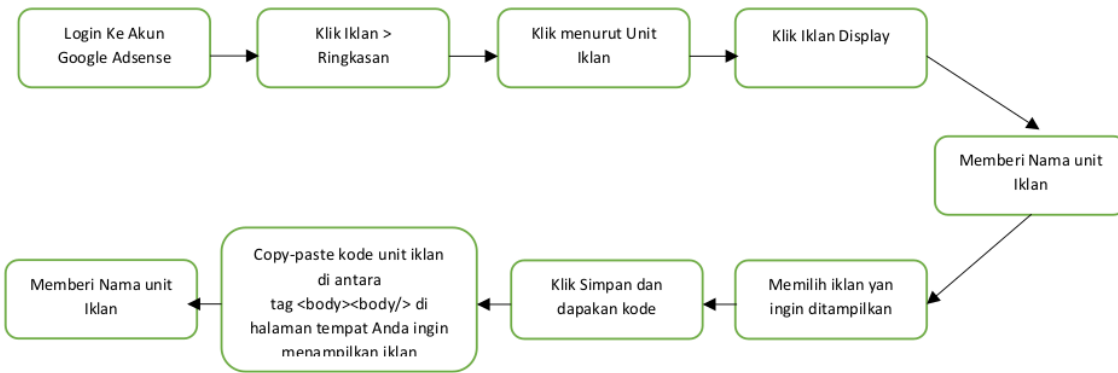 Login Ke Akun
Google Adsense
Klik Iklan >
Ringkasan
Klik menurut Unit
Iklan
Klik Iklan Display
Memberi Nama unit
Iklan
Memilih iklan yan
ingin ditampilkan
Klik Simpan dan
dapakan kode
Copy-paste kode unit iklan
di antara
tag <body><body/> di
halaman tempat Anda ingin
menampilkan iklan
Memberi Nama unit
Iklan